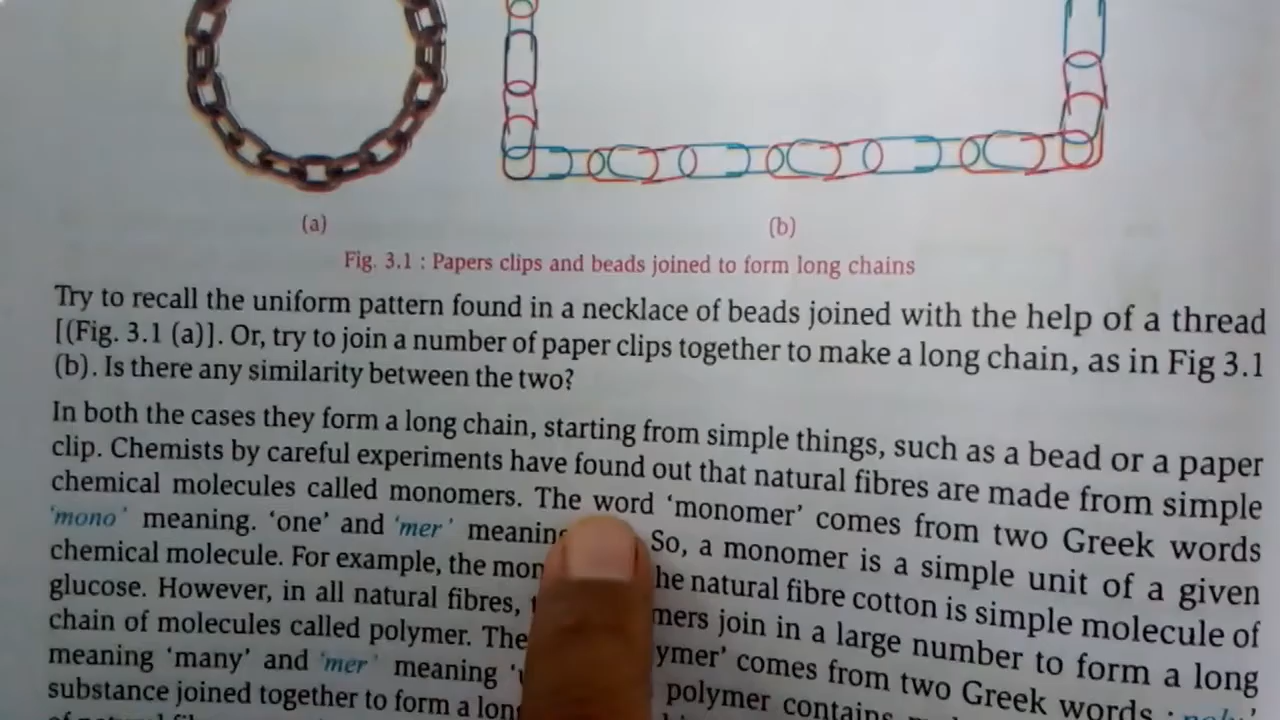 (a)
(b)
Fig. 3.1 : Papers clips and beads joined to form long chains
Try to recall the uniform pattern found in a necklace of beads joined with the help of a thread
[(Fig. 3.1 (a)]. Or, try to join a number of paper clips together to make a long chain, as in Fig 3.1
(b). Is there any similarity between the two?
In both the cases they form a long chain, starting from simple things, such as a bead or a paper
clip. Chemists by careful experiments have found out that natural fibres are made from simple
chemical molecules called monomers. The word 'monomer' comes from two Greek words
'mono' meaning. 'one' and 'mer' So, a monomer is a simple unit of a given
chemical molecule. For example, the natural fibre cotton is simple molecule of
glucose. However, in all natural fibres, join in a large number to form a long
chain of molecules called polymer. comes from two Greek words :
meaning 'many' and 'mer' meaning polymer contains
substance joined together to form a